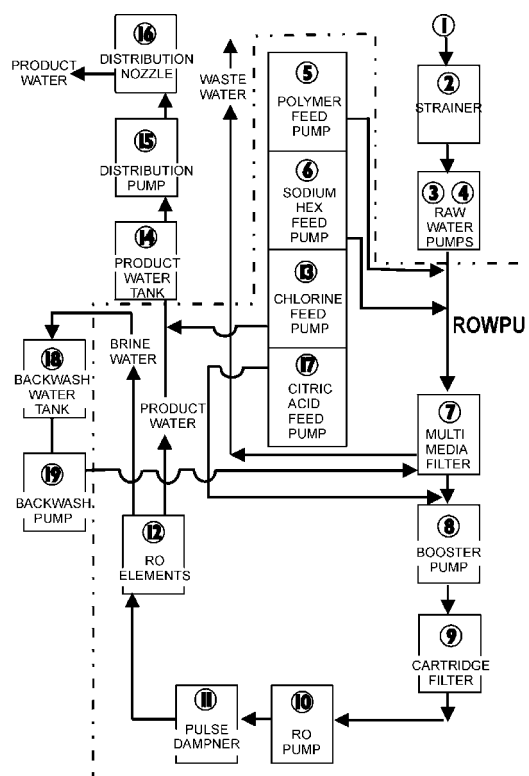 16
DISTRIBUTION
NOZZLE
PRODUCT
WATER
15
DISTRIBUTION
PUMP
14
PRODUCT
WATER
TANK
WASTE
WATER
5
POLYMER
FEED
PUMP
6
SODIUM
HEX
FEED
PUMP
13
CHLORINE
FEED
PUMP
17
CITRIC
ACID
FEED
PUMP
1
2
STRAINER
3 4
RAW
WATER
PUMPS
ROWPU
18
BACKWASH
WATER
TANK
19
BACKWASH
PUMP
BRINE
WATER
PRODUCT
WATER
12
RO
ELEMENTS
7
MULTI
MEDIA
FILTER
8
BOOSTER
PUMP
9
CARTRIDGE
FILTER
10
RO
PUMP
11
PULSE
DAMPNER